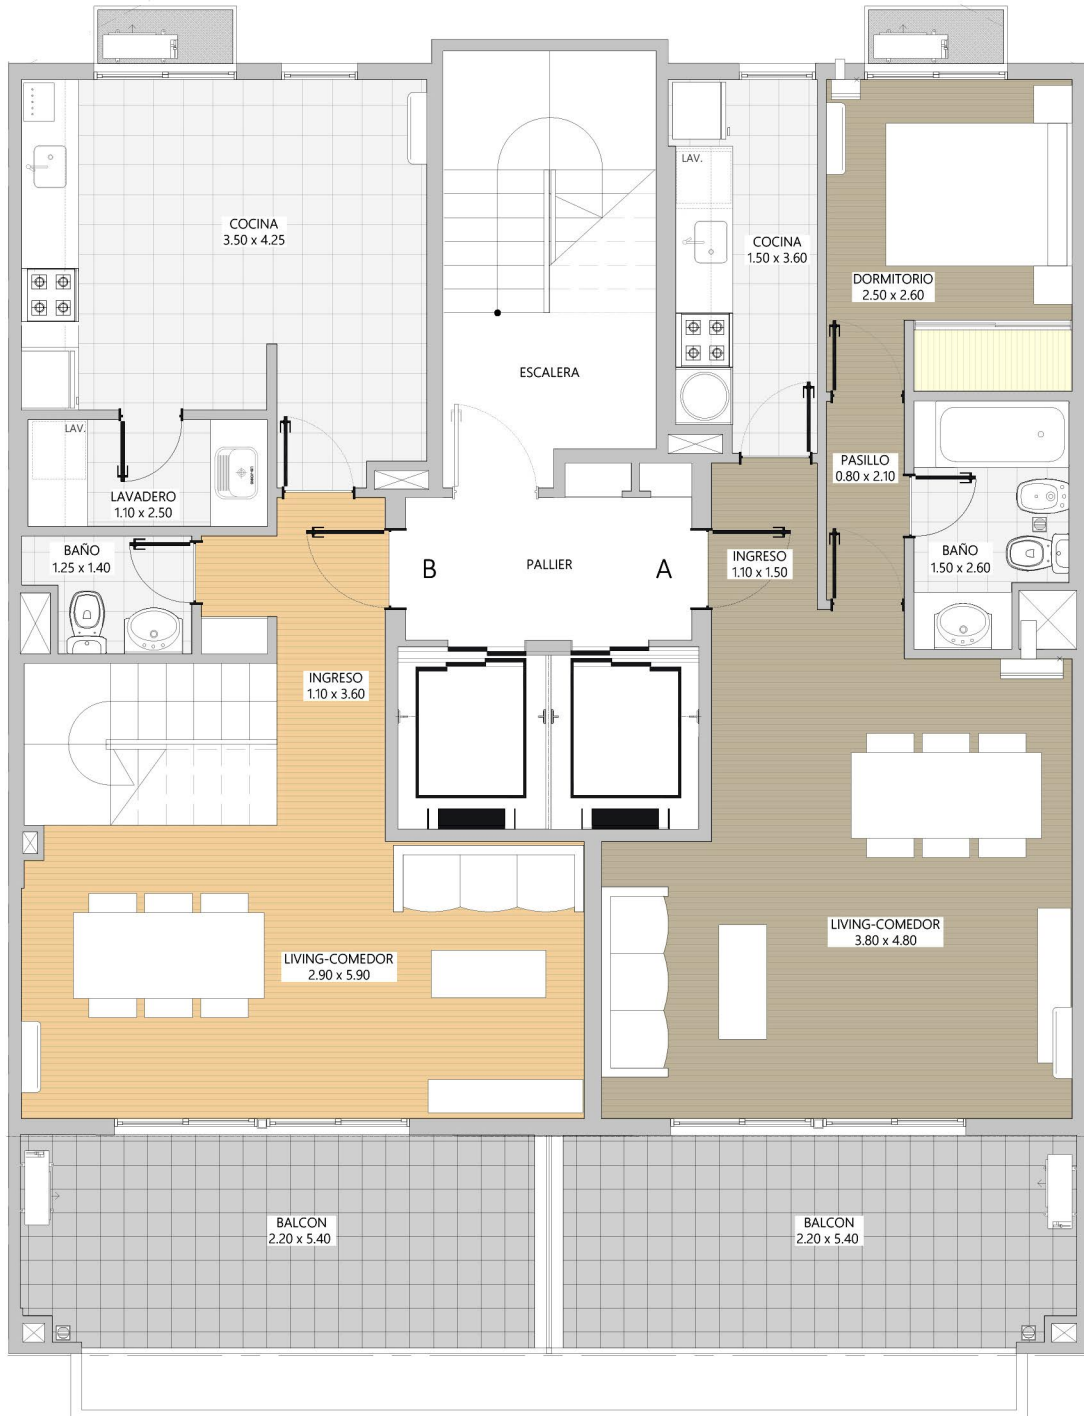 COCINA
3.50 x 4.25
LAV.
COCINA
1.50 x 3.60
DORMITORIO
2.50 x 2.60
ESCALERA
LAV.
LAVADERO
1.10 x 2.50
PASILLO
0.80 x 2.10
BAÑO
1.25 x 1.40
B
PALLIER
A
INGRESO
1.10 x 1.50
BAÑO
1.50 x 2.60
INGRESO
1.10 x 3.60
LIVING-COMEDOR
2.90 x 5.90
LIVING-COMEDOR
3.80 x 4.80
BALCON
2.20 x 5.40
BALCON
2.20 x 5.40